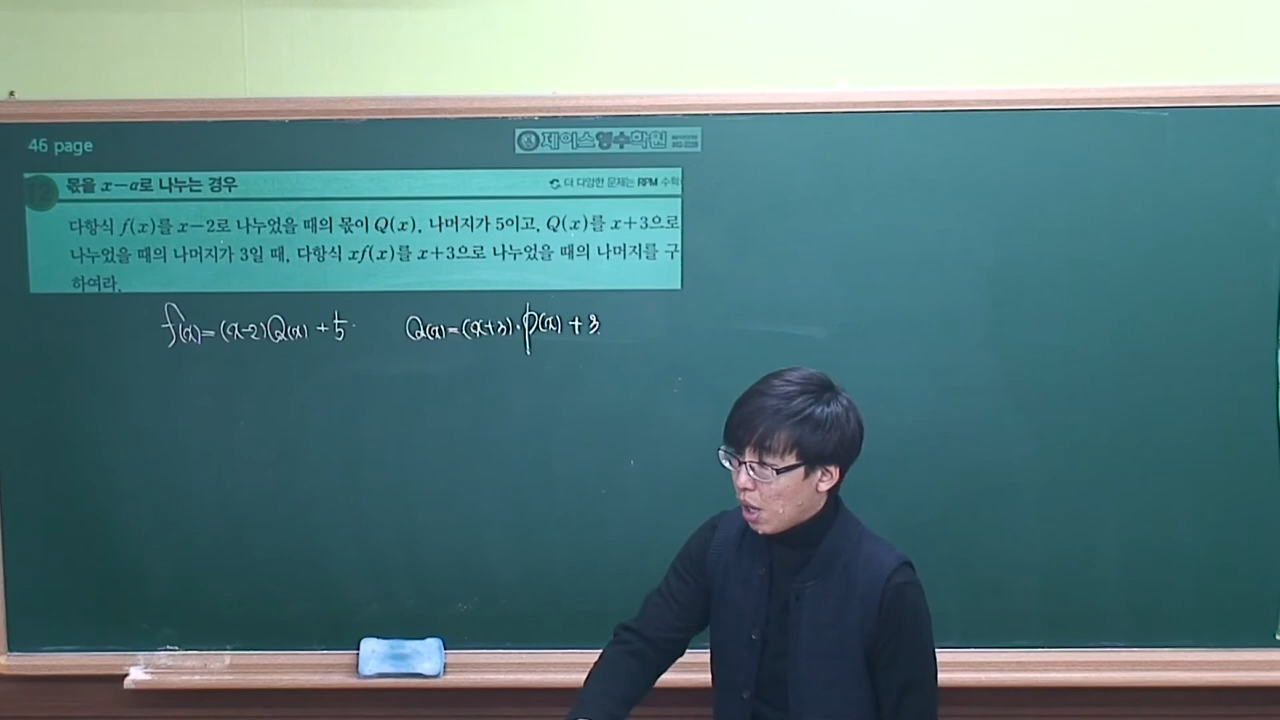 46 page
제이스영수학원
12 몫을 x-a로 나누는 경우 더 다양한 문제는 RPM 수학
다항식 f(x)를 x-2로 나누었을 때의 몫이 Q(x), 나머지가 5이고, Q(x)를 x+3으로
나누었을 때의 나머지가 3일 때, 다항식 xf(x)를 x+3으로 나누었을 때의 나머지를 구
하여라.
f(x)=(x-2)Q(x)+5 Q(x)=(x+3)·p(x)+3